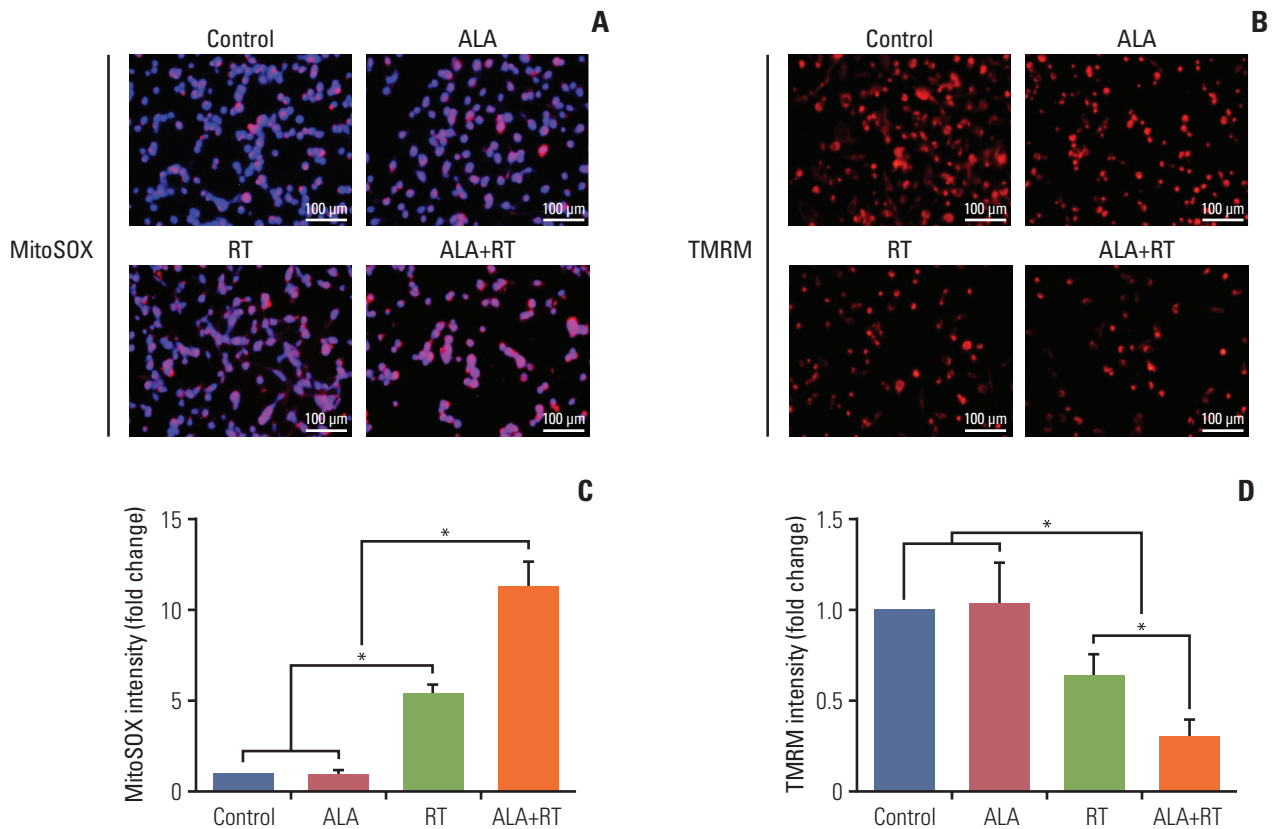 A
Control
ALA
MitoSOX
100 μm
100 μm
RT
ALA+RT
100 μm
100 μm
B
Control
ALA
TMRM
100 μm
100 μm
RT
ALA+RT
100 μm
100 μm
C
MitoSOX intensity (fold change)
15
10
5
0
*
*
Control
ALA
RT
ALA+RT
D
TMRM intensity (fold change)
1.5
1.0
0.5
0
*
*
Control
ALA
RT
ALA+RT